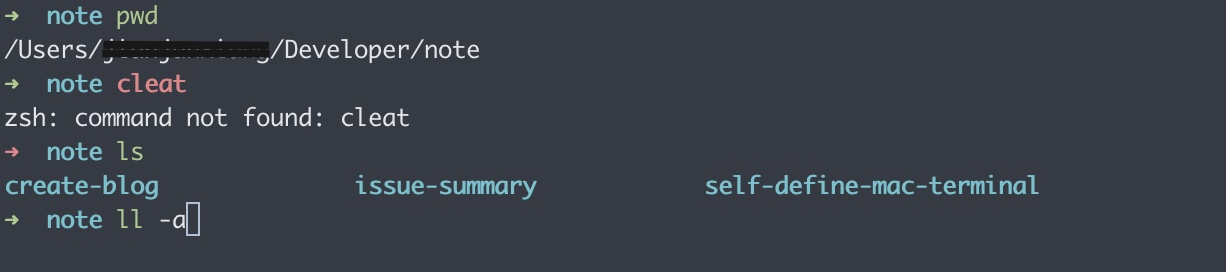 ➜ note pwd
/Users/ /Developer/note
➜ note cleat
zsh: command not found: cleat
➜ note ls
create-blog issue-summary self-define-mac-terminal
➜ note ll -a